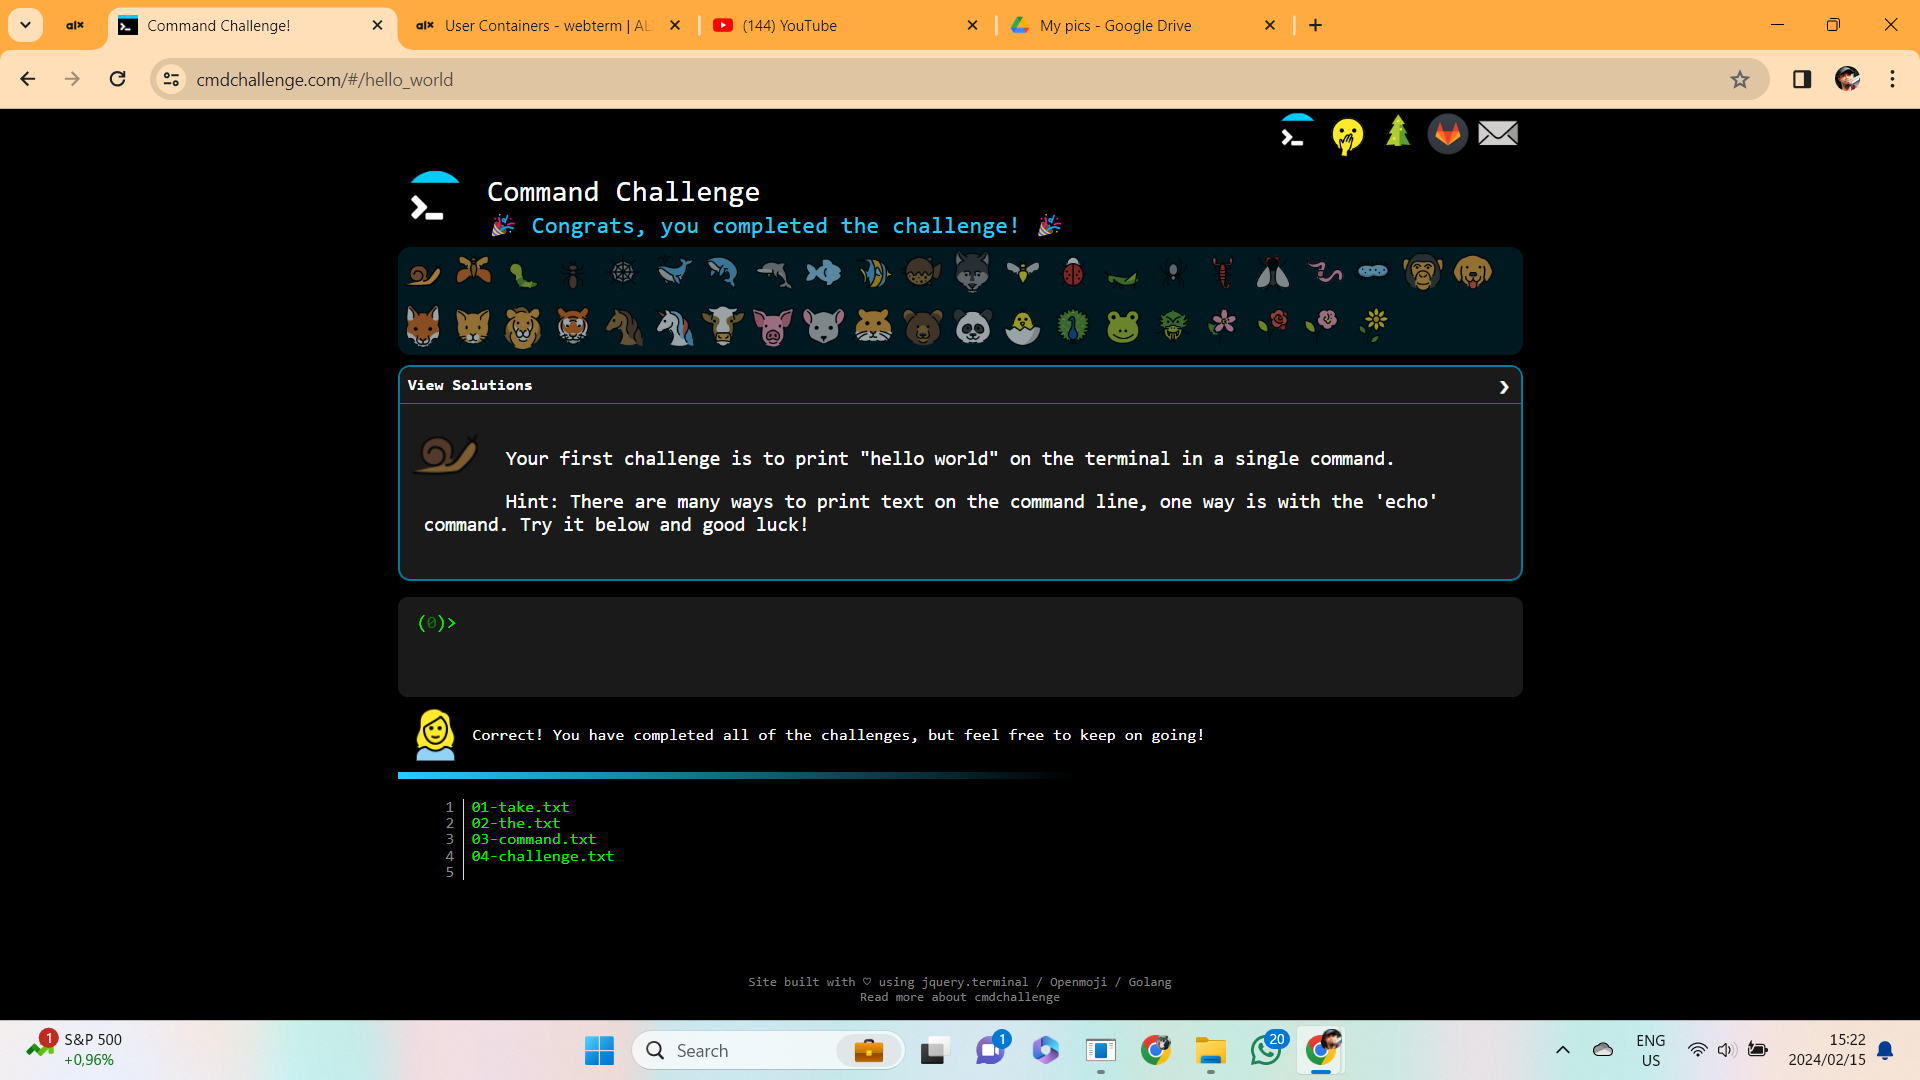 alx
Command Challenge!
alx
User Containers - webterm | AL
(144) YouTube
My pics - Google Drive
cmdchallenge.com/#/hello_world
Command Challenge
Congrats, you completed the challenge!
View Solutions
Your first challenge is to print "hello world" on the terminal in a single command.
Hint: There are many ways to print text on the command line, one way is with the 'echo'
command. Try it below and good luck!
(0)>
Correct! You have completed all of the challenges, but feel free to keep on going!
1 01-take.txt
2 02-the.txt
3 03-command.txt
4 04-challenge.txt
5
Site built with ♡ using jquery.terminal / Openmoji / Golang
Read more about cmdchallenge
1
S&P 500
+0,96%
Search
1
20
ENG
US
15:22
2024/02/15